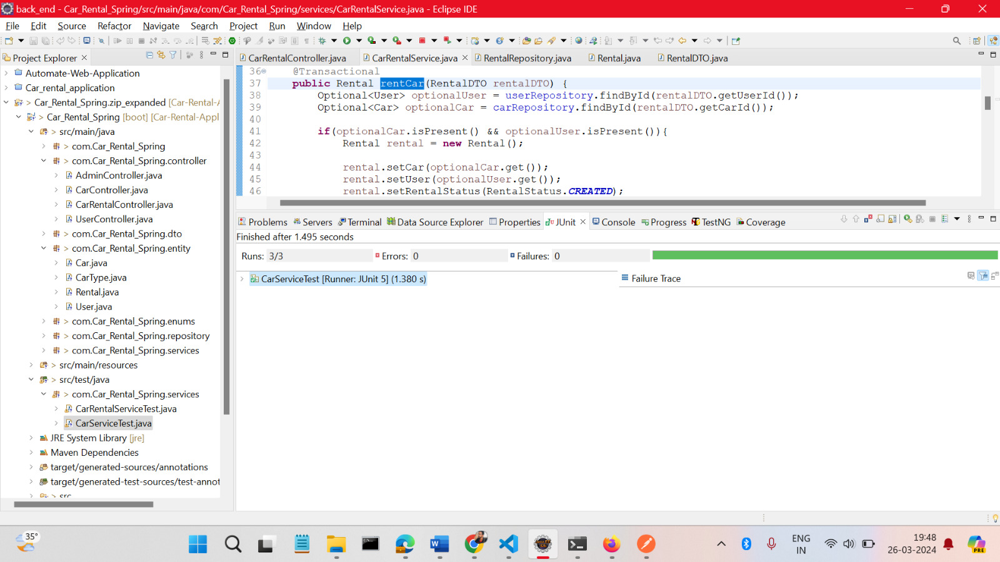 back_end - Car_Rental_Spring/src/main/java/com/Car_Rental_Spring/services/CarRentalService.java - Eclipse IDE
File Edit Source Refactor Navigate Search Project Run Window Help
Project Explorer
Automate-Web-Application
Car_rental_application
> Car_Rental_Spring.zip_expanded [Car-Rental-A
> Car_Rental_Spring [boot] [Car-Rental-Appl
> src/main/java
> com.Car_Rental_Spring
> com.Car_Rental_Spring.controller
AdminController.java
CarController.java
CarRentalController.java
UserController.java
> com.Car_Rental_Spring.dto
> com.Car_Rental_Spring.entity
Car.java
CarType.java
Rental.java
User.java
> com.Car_Rental_Spring.enums
> com.Car_Rental_Spring.repository
> com.Car_Rental_Spring.services
> src/main/resources
> src/test/java
> com.Car_Rental_Spring.services
CarRentalServiceTest.java
CarServiceTest.java
JRE System Library [jre]
Maven Dependencies
target/generated-sources/annotations
target/generated-test-sources/test-annot
> src
CarRentalController.java CarRentalService.java RentalRepository.java Rental.java RentalDTO.java
36 @Transactional
37 public Rental rentCar(RentalDTO rentalDTO) {
38 Optional<User> optionalUser = userRepository.findById(rentalDTO.getUserId());
39 Optional<Car> optionalCar = carRepository.findById(rentalDTO.getCarId());
40
41 if(optionalCar.isPresent() && optionalUser.isPresent()){
42 Rental rental = new Rental();
43
44 rental.setCar(optionalCar.get());
45 rental.setUser(optionalUser.get());
46 rental.setRentalStatus(RentalStatus.CREATED);
Problems Servers Terminal Data Source Explorer Properties JUnit Console Progress TestNG Coverage
Finished after 1.495 seconds
Runs: 3/3 Errors: 0 Failures: 0
CarServiceTest [Runner: JUnit 5] (1.380 s)
Failure Trace
35°
ENG
IN
19:48
26-03-2024
PRE